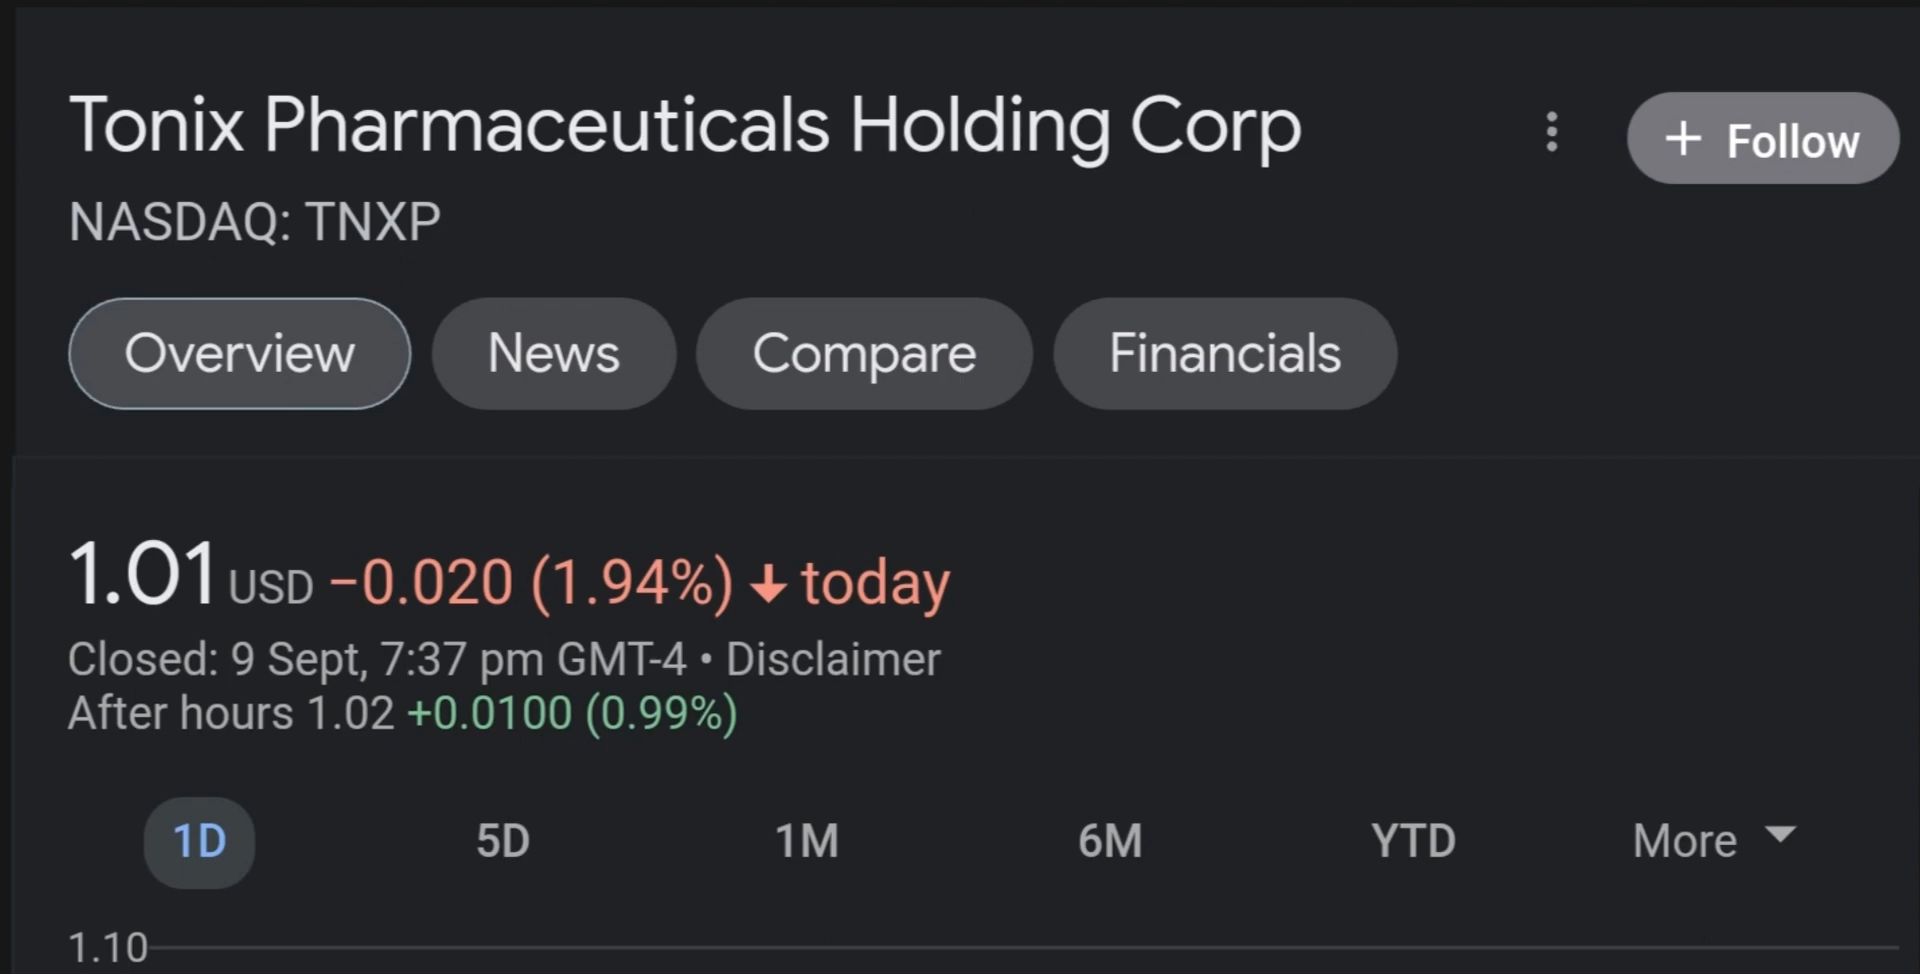 Tonix Pharmaceuticals Holding Corp
+ Follow
NASDAQ: TNXP
Overview News Compare Financials
1.01 USD −0.020 (1.94%) ↓ today
Closed: 9 Sept, 7:37 pm GMT-4 • Disclaimer
After hours 1.02 +0.0100 (0.99%)
1D 5D 1M 6M YTD More
1.10